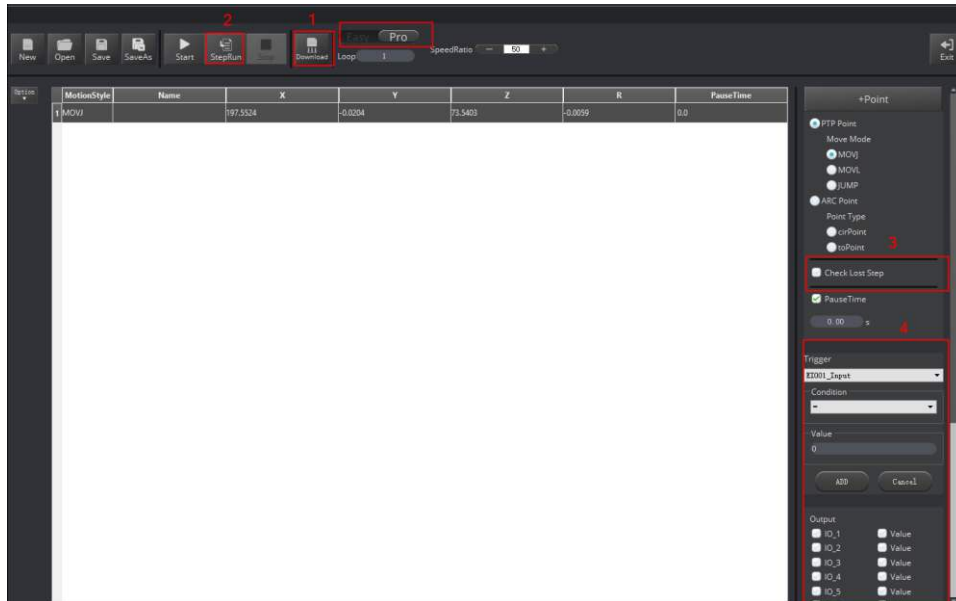 2
1
Easy Pro
New Open Save SaveAs Start StepRun Stop Download Loop 1 SpeedRatio − 50 + Exit
Option
MotionStyle Name X Y Z R PauseTime
1 MOVJ 197.5524 -0.0204 73.5403 -0.0059 0.0
+Point
PTP Point
Move Mode
MOVJ
MOVL
JUMP
ARC Point
Point Type
cirPoint
toPoint
3
Check Lost Step
PauseTime
0.00 s
4
Trigger
EIO01_Input
Condition
=
Value
0
ADD Cancel
Output
IO_1 Value
IO_2 Value
IO_3 Value
IO_4 Value
IO_5 Value